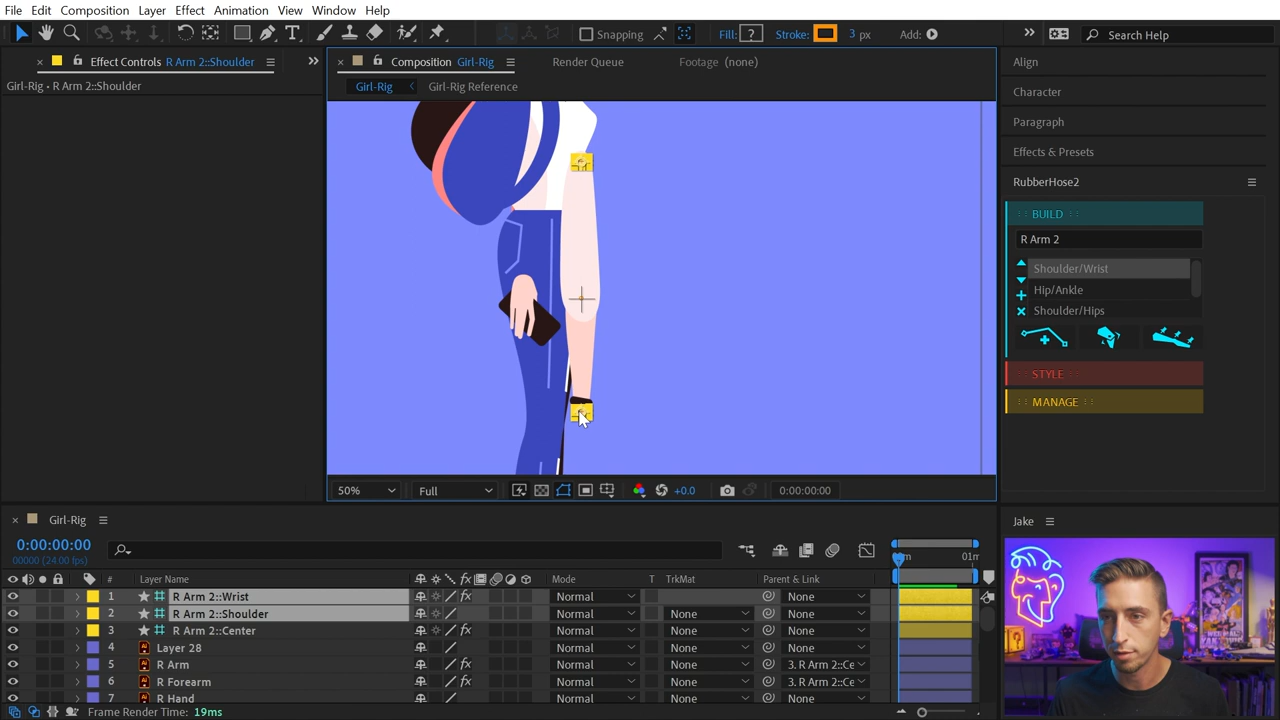 File Edit Composition Layer Effect Animation View Window Help
Snapping Fill: ? Stroke: 3 px Add: Search Help
Effect Controls R Arm 2::Shoulder
Girl-Rig • R Arm 2::Shoulder
Composition Girl-Rig Render Queue Footage (none)
Girl-Rig Girl-Rig Reference
Align
Character
Paragraph
Effects & Presets
RubberHose2
BUILD
R Arm 2
Shoulder/Wrist
Hip/Ankle
Shoulder/Hips
STYLE
MANAGE
50% Full +0.0 0:00:00:00
Girl-Rig
0:00:00:00
00000 (24.00 fps)
01m
# Layer Name Mode T TrkMat Parent & Link
1 R Arm 2::Wrist Normal None
2 R Arm 2::Shoulder Normal None None
3 R Arm 2::Center Normal None None
4 Layer 28 Normal None None
5 R Arm Normal None 3. R Arm 2::Ce
6 R Forearm Normal None 3. R Arm 2::Ce
7 R Hand Normal None None
Frame Render Time: 19ms
Jake